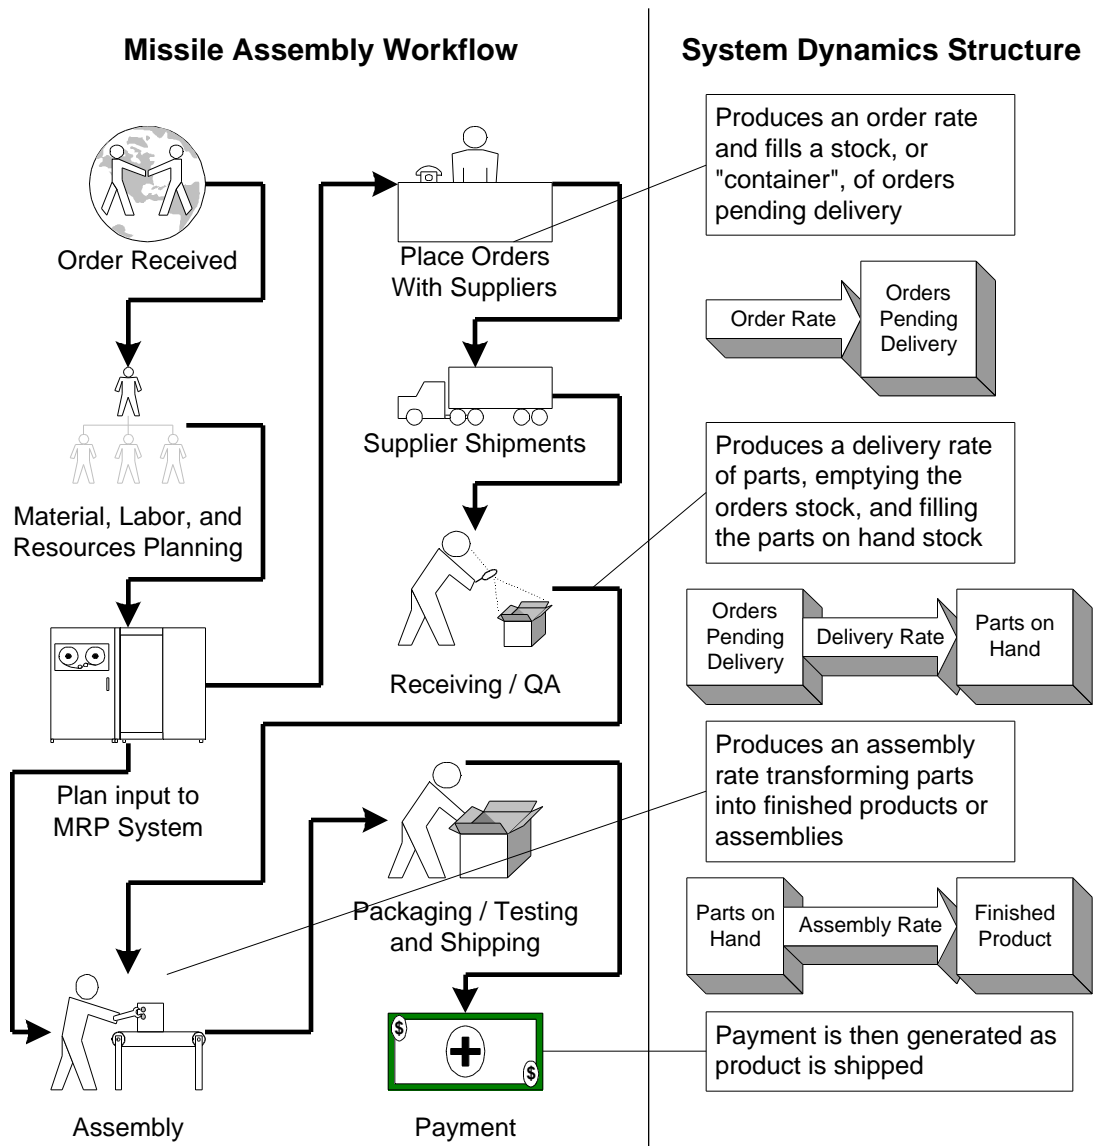 Missile Assembly Workflow
Order Received
Material, Labor, and
Resources Planning
Plan input to
MRP System
Assembly
Place Orders
With Suppliers
Supplier Shipments
Receiving / QA
Packaging / Testing
and Shipping
$
$
Payment
System Dynamics Structure
Produces an order rate
and fills a stock, or
"container", of orders
pending delivery
Order Rate
Orders
Pending
Delivery
Produces a delivery rate
of parts, emptying the
orders stock, and filling
the parts on hand stock
Orders
Pending
Delivery
Delivery Rate
Parts on
Hand
Produces an assembly
rate transforming parts
into finished products or
assemblies
Parts on
Hand
Assembly Rate
Finished
Product
Payment is then generated as
product is shipped